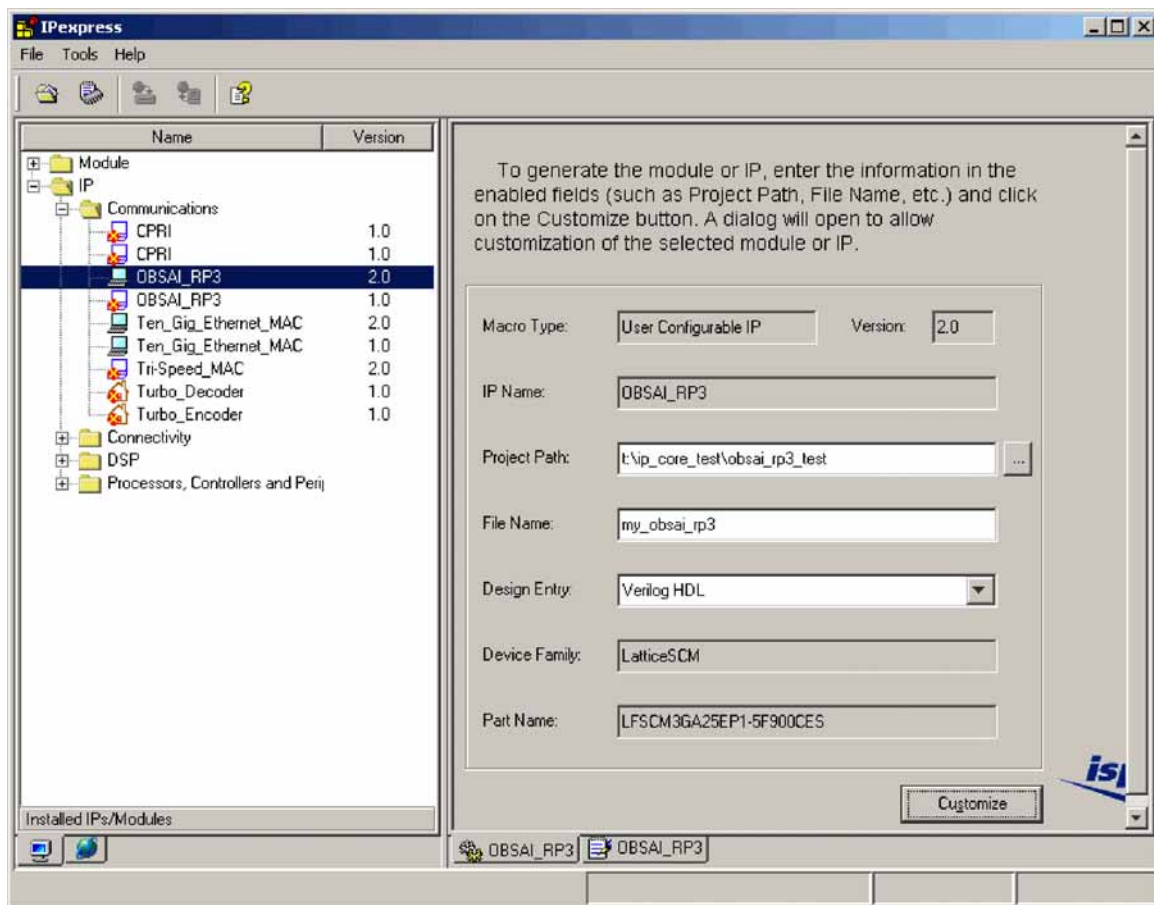 IPexpress
File Tools Help
Name Version
Module
IP
Communications
CPRI 1.0
CPRI 1.0
OBSAI_RP3 2.0
OBSAI_RP3 1.0
Ten_Gig_Ethernet_MAC 2.0
Ten_Gig_Ethernet_MAC 1.0
Tri-Speed_MAC 2.0
Turbo_Decoder 1.0
Turbo_Encoder 1.0
Connectivity
DSP
Processors, Controllers and Perip
Installed IPs/Modules
To generate the module or IP, enter the information in the
enabled fields (such as Project Path, File Name, etc.) and click
on the Customize button. A dialog will open to allow
customization of the selected module or IP.
Macro Type: User Configurable IP Version: 2.0
IP Name: OBSAI_RP3
Project Path: t:\ip_core_test\obsai_rp3_test ...
File Name: my_obsai_rp3
Design Entry: Verilog HDL
Device Family: LatticeSCM
Part Name: LFSCM3GA25EP1-5F900CES
isp
Customize
OBSAI_RP3 OBSAI_RP3